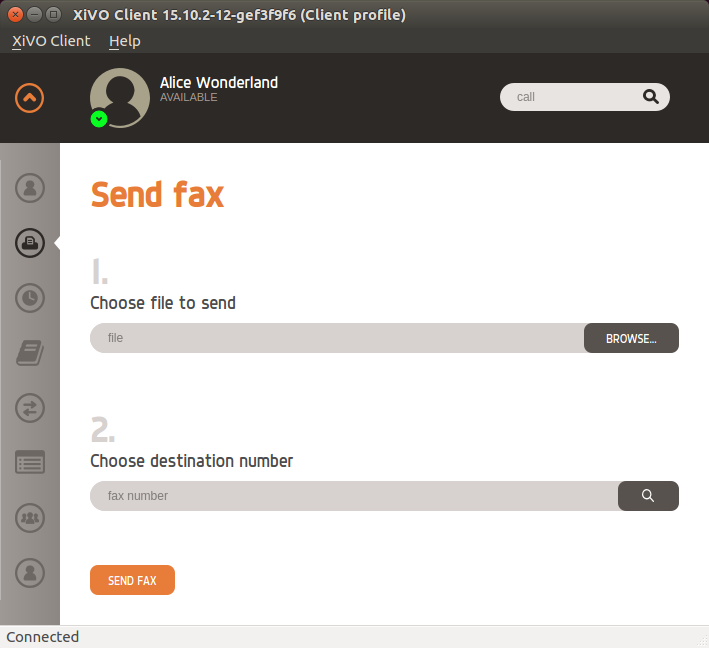 XiVO Client 15.10.2-12-gef3f9f6 (Client profile)
XiVO Client Help
Alice Wonderland
AVAILABLE
call
Send fax
1.
Choose file to send
file
BROWSE...
2.
Choose destination number
fax number
SEND FAX
Connected